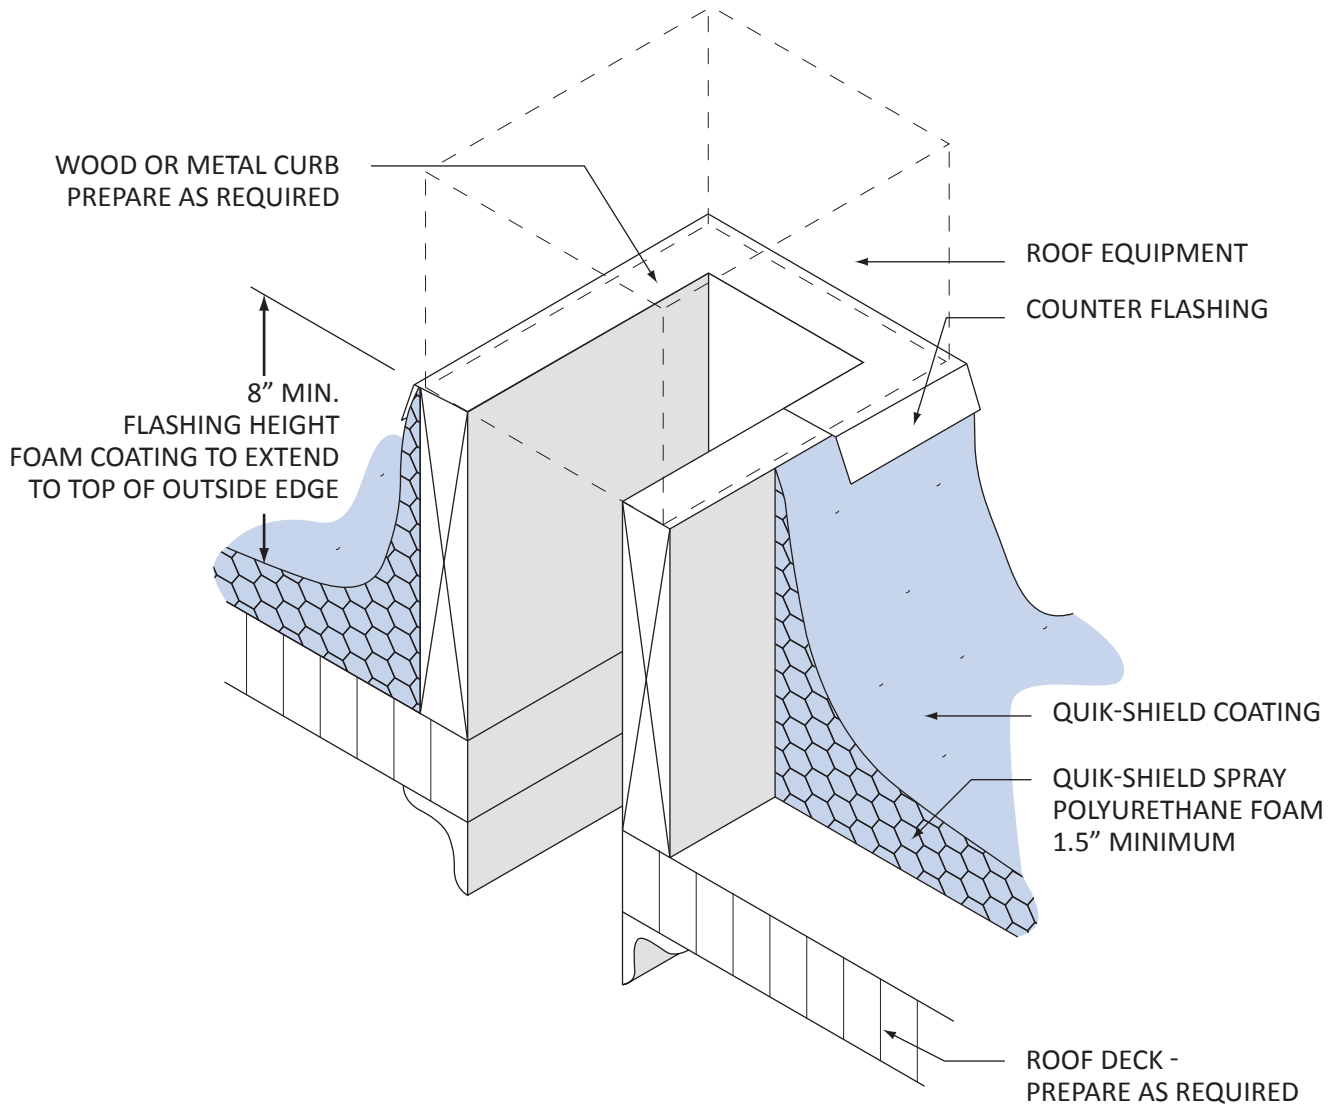 WOOD OR METAL CURB
PREPARE AS REQUIRED
ROOF EQUIPMENT
COUNTER FLASHING
8” MIN.
FLASHING HEIGHT
FOAM COATING TO EXTEND
TO TOP OF OUTSIDE EDGE
QUIK-SHIELD COATING
QUIK-SHIELD SPRAY
POLYURETHANE FOAM
1.5” MINIMUM
ROOF DECK -
PREPARE AS REQUIRED